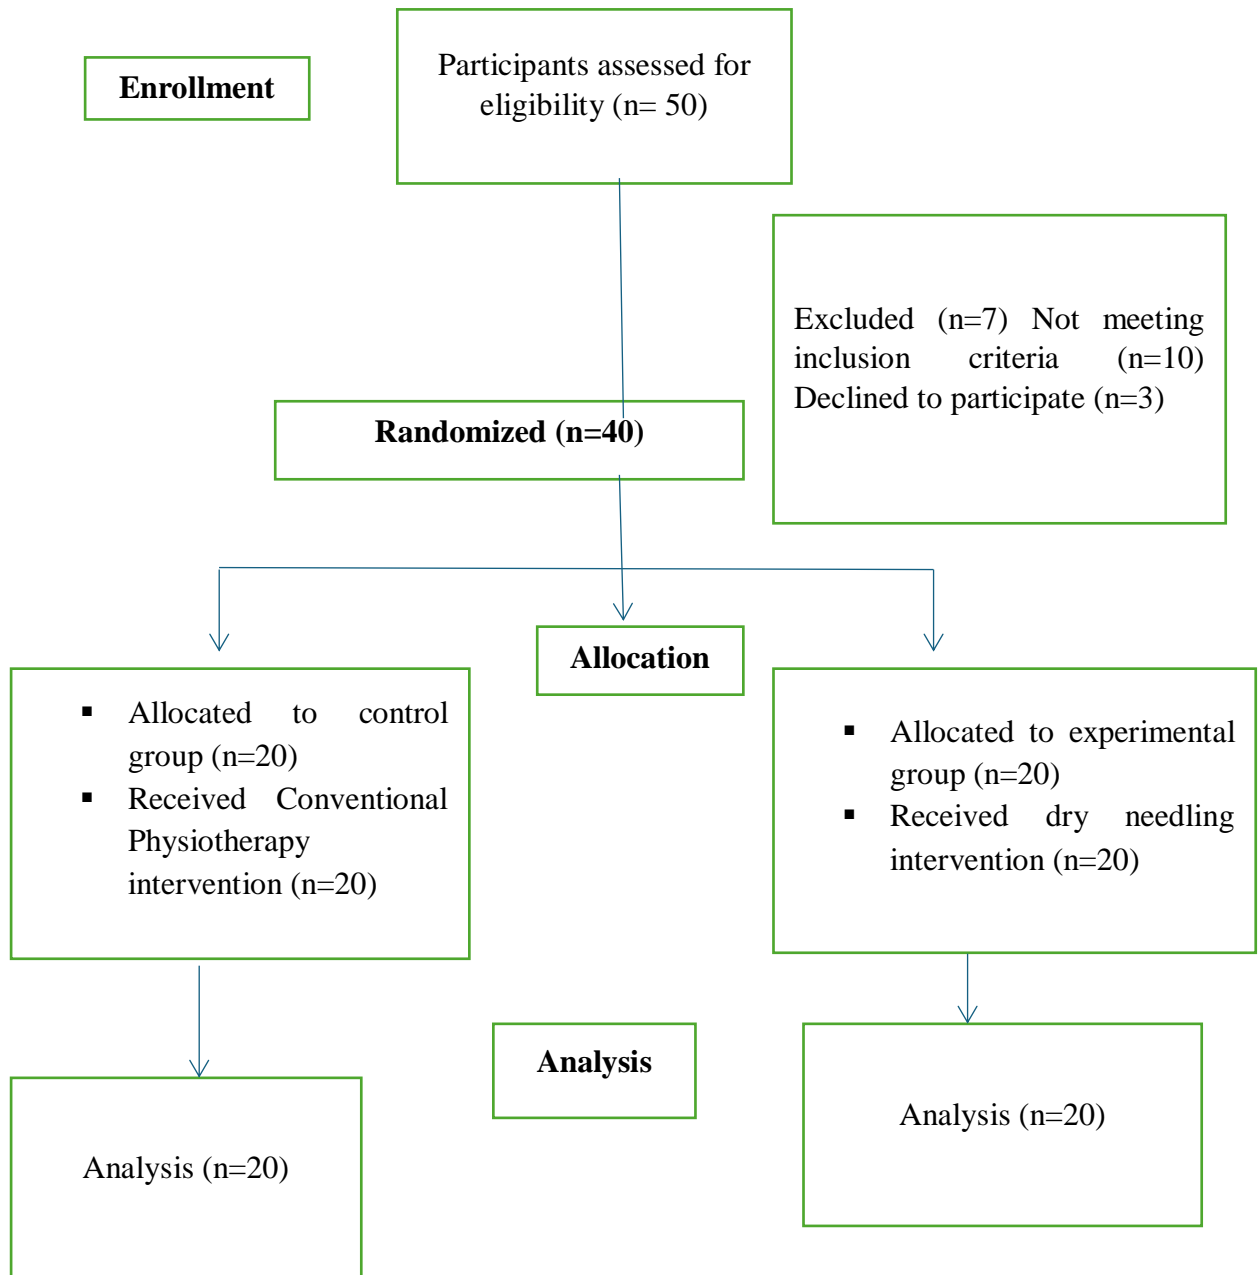 Enrollment
Participants assessed for
eligibility (n= 50)
Excluded (n=7) Not meeting
inclusion criteria (n=10)
Declined to participate (n=3)
Randomized (n=40)
Allocation
▪ Allocated to control
group (n=20)
▪ Received Conventional
Physiotherapy
intervention (n=20)
▪ Allocated to experimental
group (n=20)
▪ Received dry needling
intervention (n=20)
Analysis
Analysis (n=20)
Analysis (n=20)